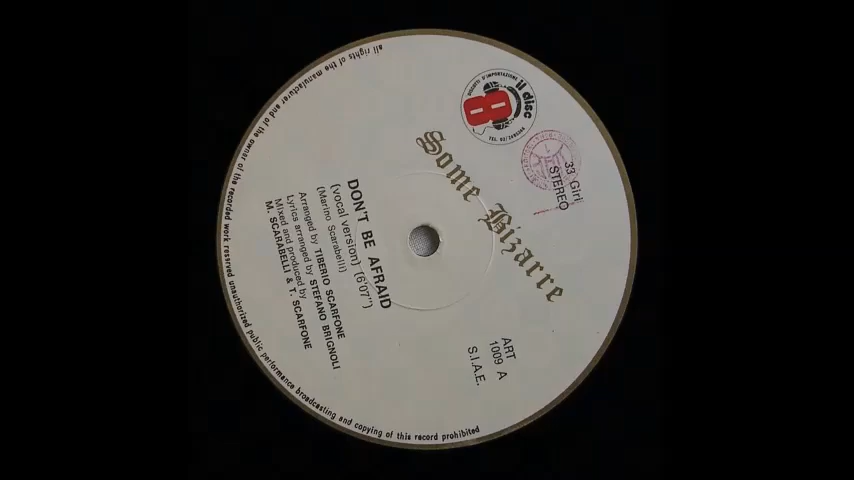 Some Bizarre
il disc
DISCHI D'IMPORTAZIONE
8
33 Giri
STEREO
ART
1009 A
S.I.A.E.
DON'T BE AFRAID
(vocal version) (6'07")
(Marino Scarabelli)
Arranged by TIBERIO SCARFONE
Lyrics arranged by STEFANO BRIGNOLI
Mixed and produced by
M. SCARABELLI & T. SCARFONE
all rights of the manufacturer and of the owner of the recorded work reserved unauthorized public performance broadcasting and copying of this record prohibited